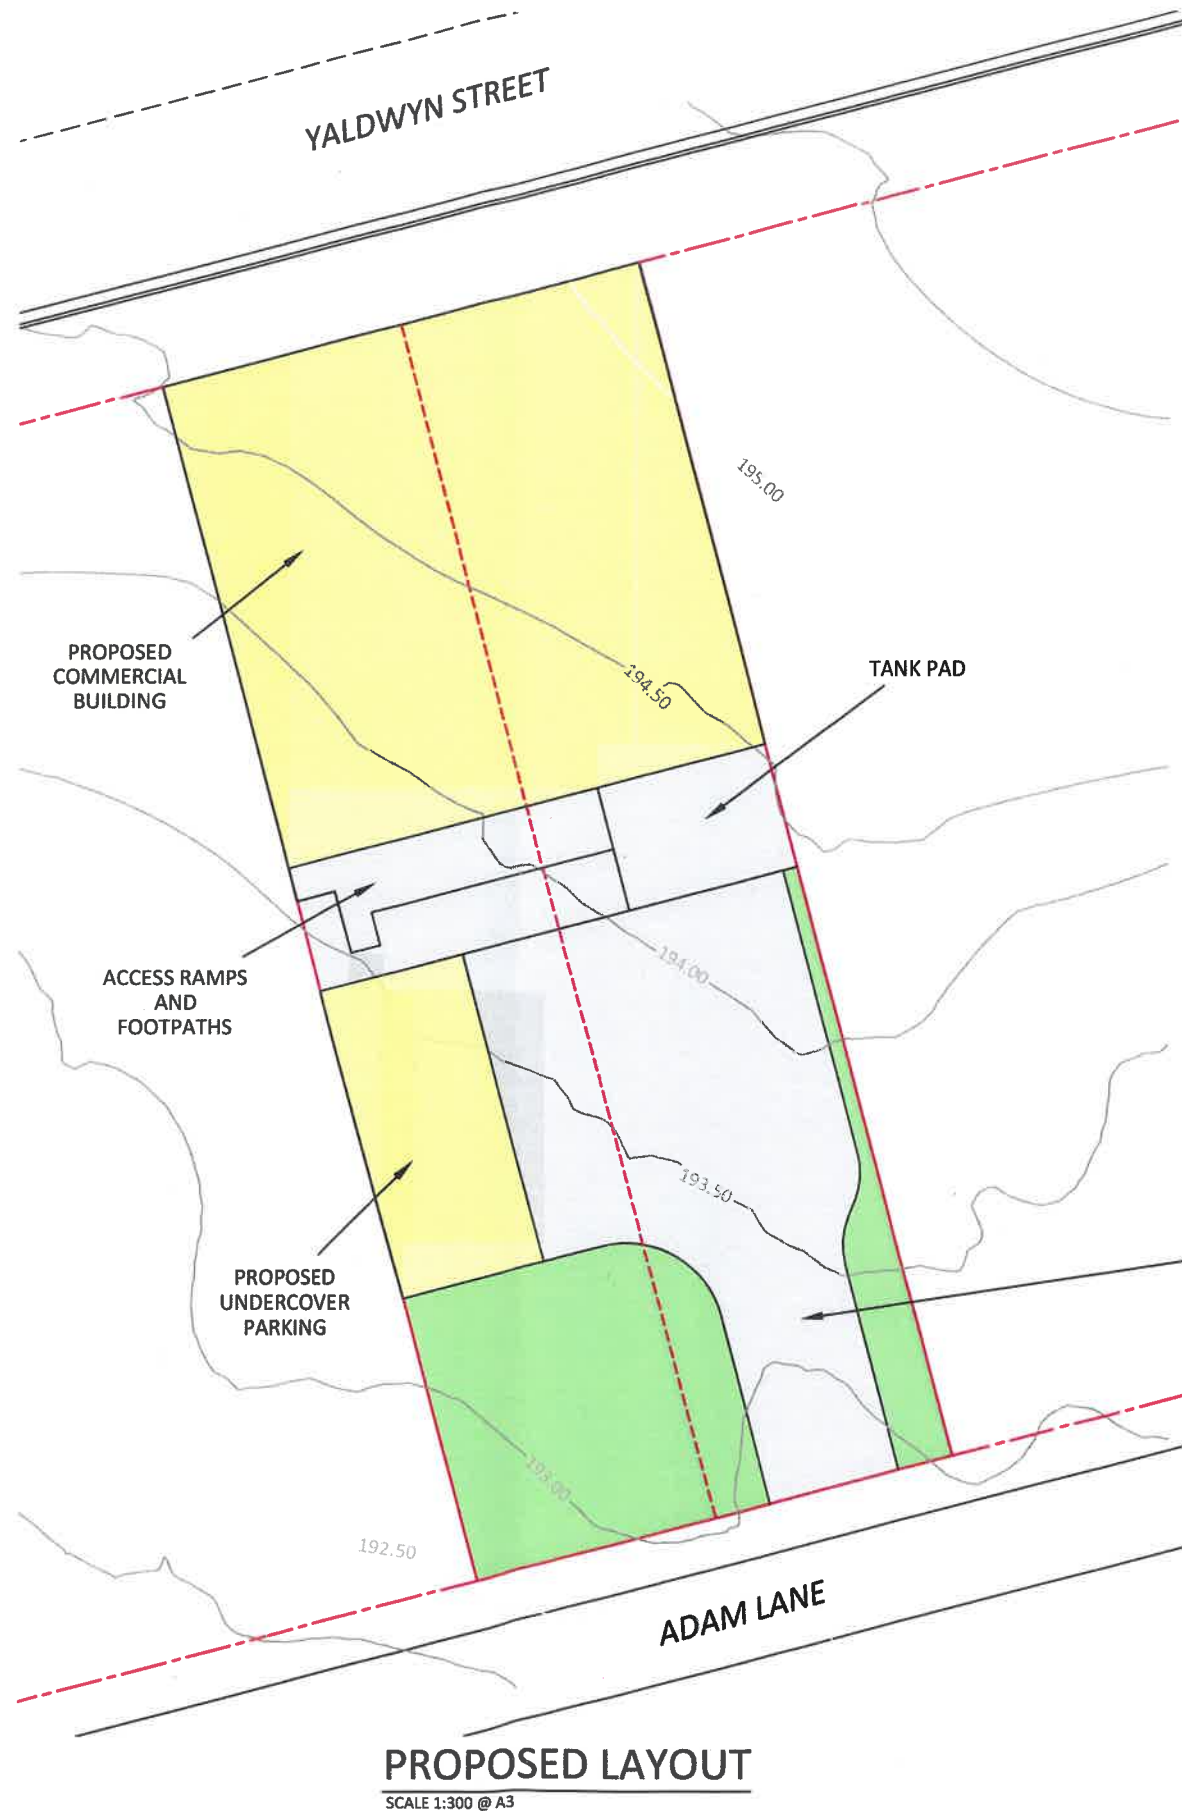 YALDWYN STREET
195.00
PROPOSED
COMMERCIAL
BUILDING
194.50
TANK PAD
ACCESS RAMPS
AND
FOOTPATHS
194.00
193.50
PROPOSED
UNDERCOVER
PARKING
193.00
192.50
ADAM LANE
PROPOSED LAYOUT
SCALE 1:300 @ A3